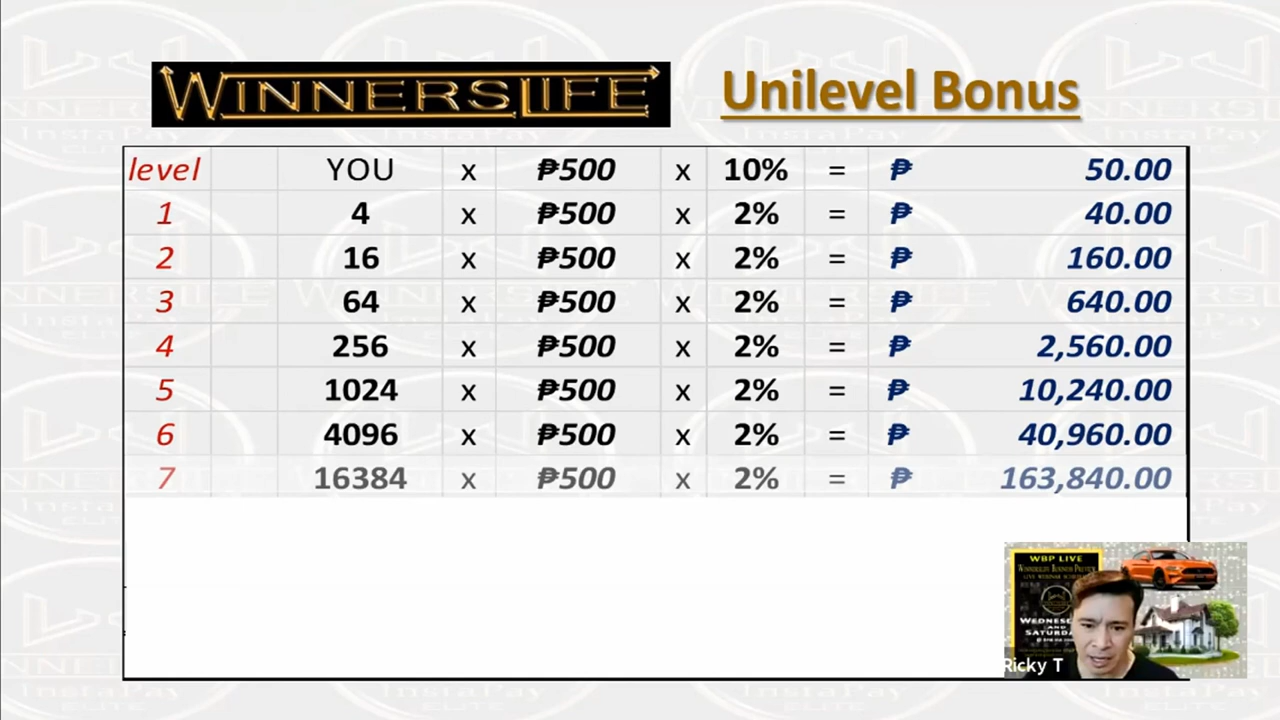 WINNERSLIFE Unilevel Bonus
level YOU x ₱500 x 10% = ₱ 50.00
1 4 x ₱500 x 2% = ₱ 40.00
2 16 x ₱500 x 2% = ₱ 160.00
3 64 x ₱500 x 2% = ₱ 640.00
4 256 x ₱500 x 2% = ₱ 2,560.00
5 1024 x ₱500 x 2% = ₱ 10,240.00
6 4096 x ₱500 x 2% = ₱ 40,960.00
7 16384 x ₱500 x 2% = ₱ 163,840.00
WBP LIVE
WEDNES
AND
SATURDA
Ricky T